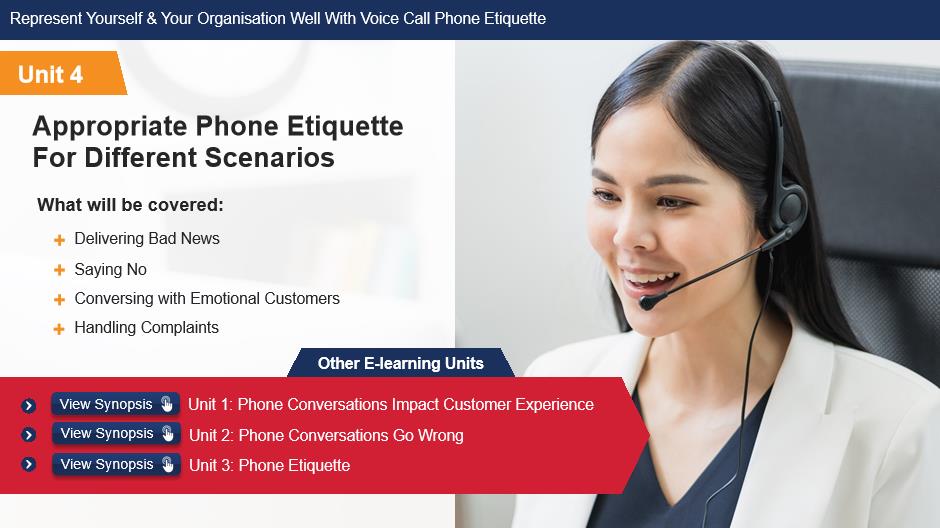 Represent Yourself & Your Organisation Well With Voice Call Phone Etiquette
Unit 4
Appropriate Phone Etiquette
For Different Scenarios
What will be covered:
Delivering Bad News
Saying No
Conversing with Emotional Customers
Handling Complaints
Other E-learning Units
View Synopsis Unit 1: Phone Conversations Impact Customer Experience
View Synopsis Unit 2: Phone Conversations Go Wrong
View Synopsis Unit 3: Phone Etiquette